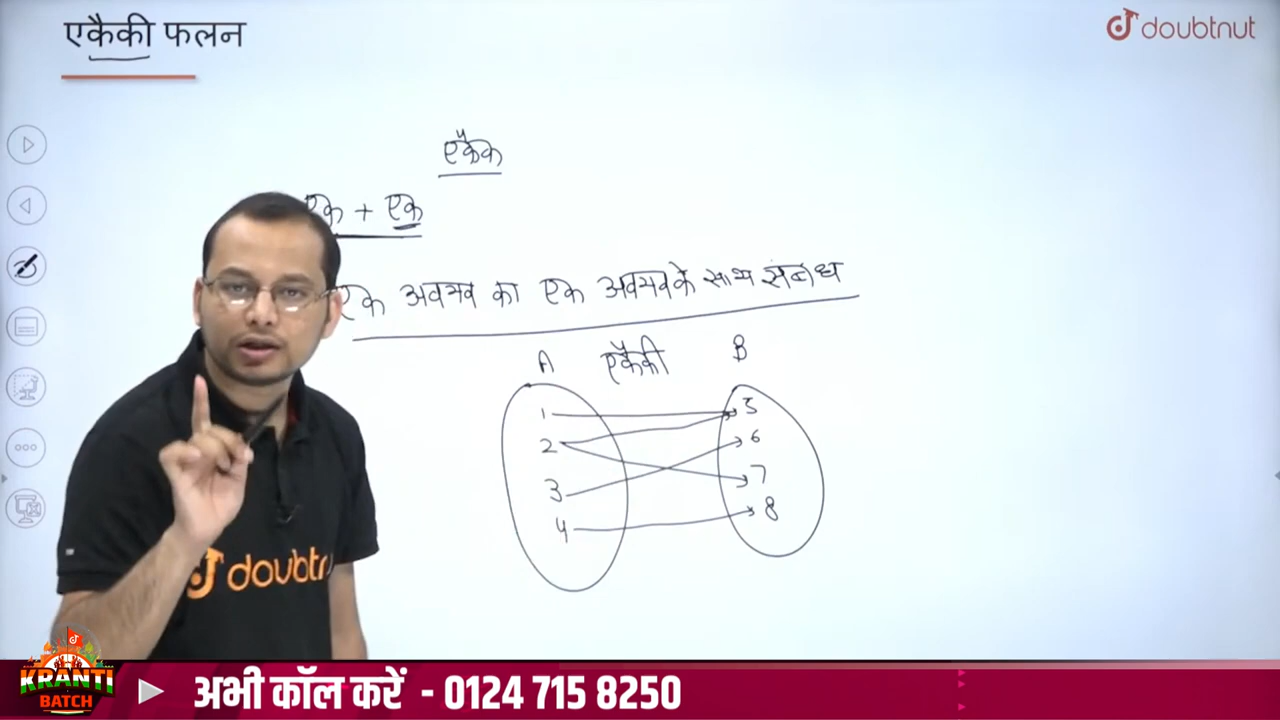 एकैकी फलन
doubtnut
एकैक
एक + एक
एक अवयव का एक अवयव के साथ संबंध
A एकैकी B
1 5
2 6
3 7
4 8
doubtn
KRANTI
BATCH
अभी कॉल करें - 0124 715 8250